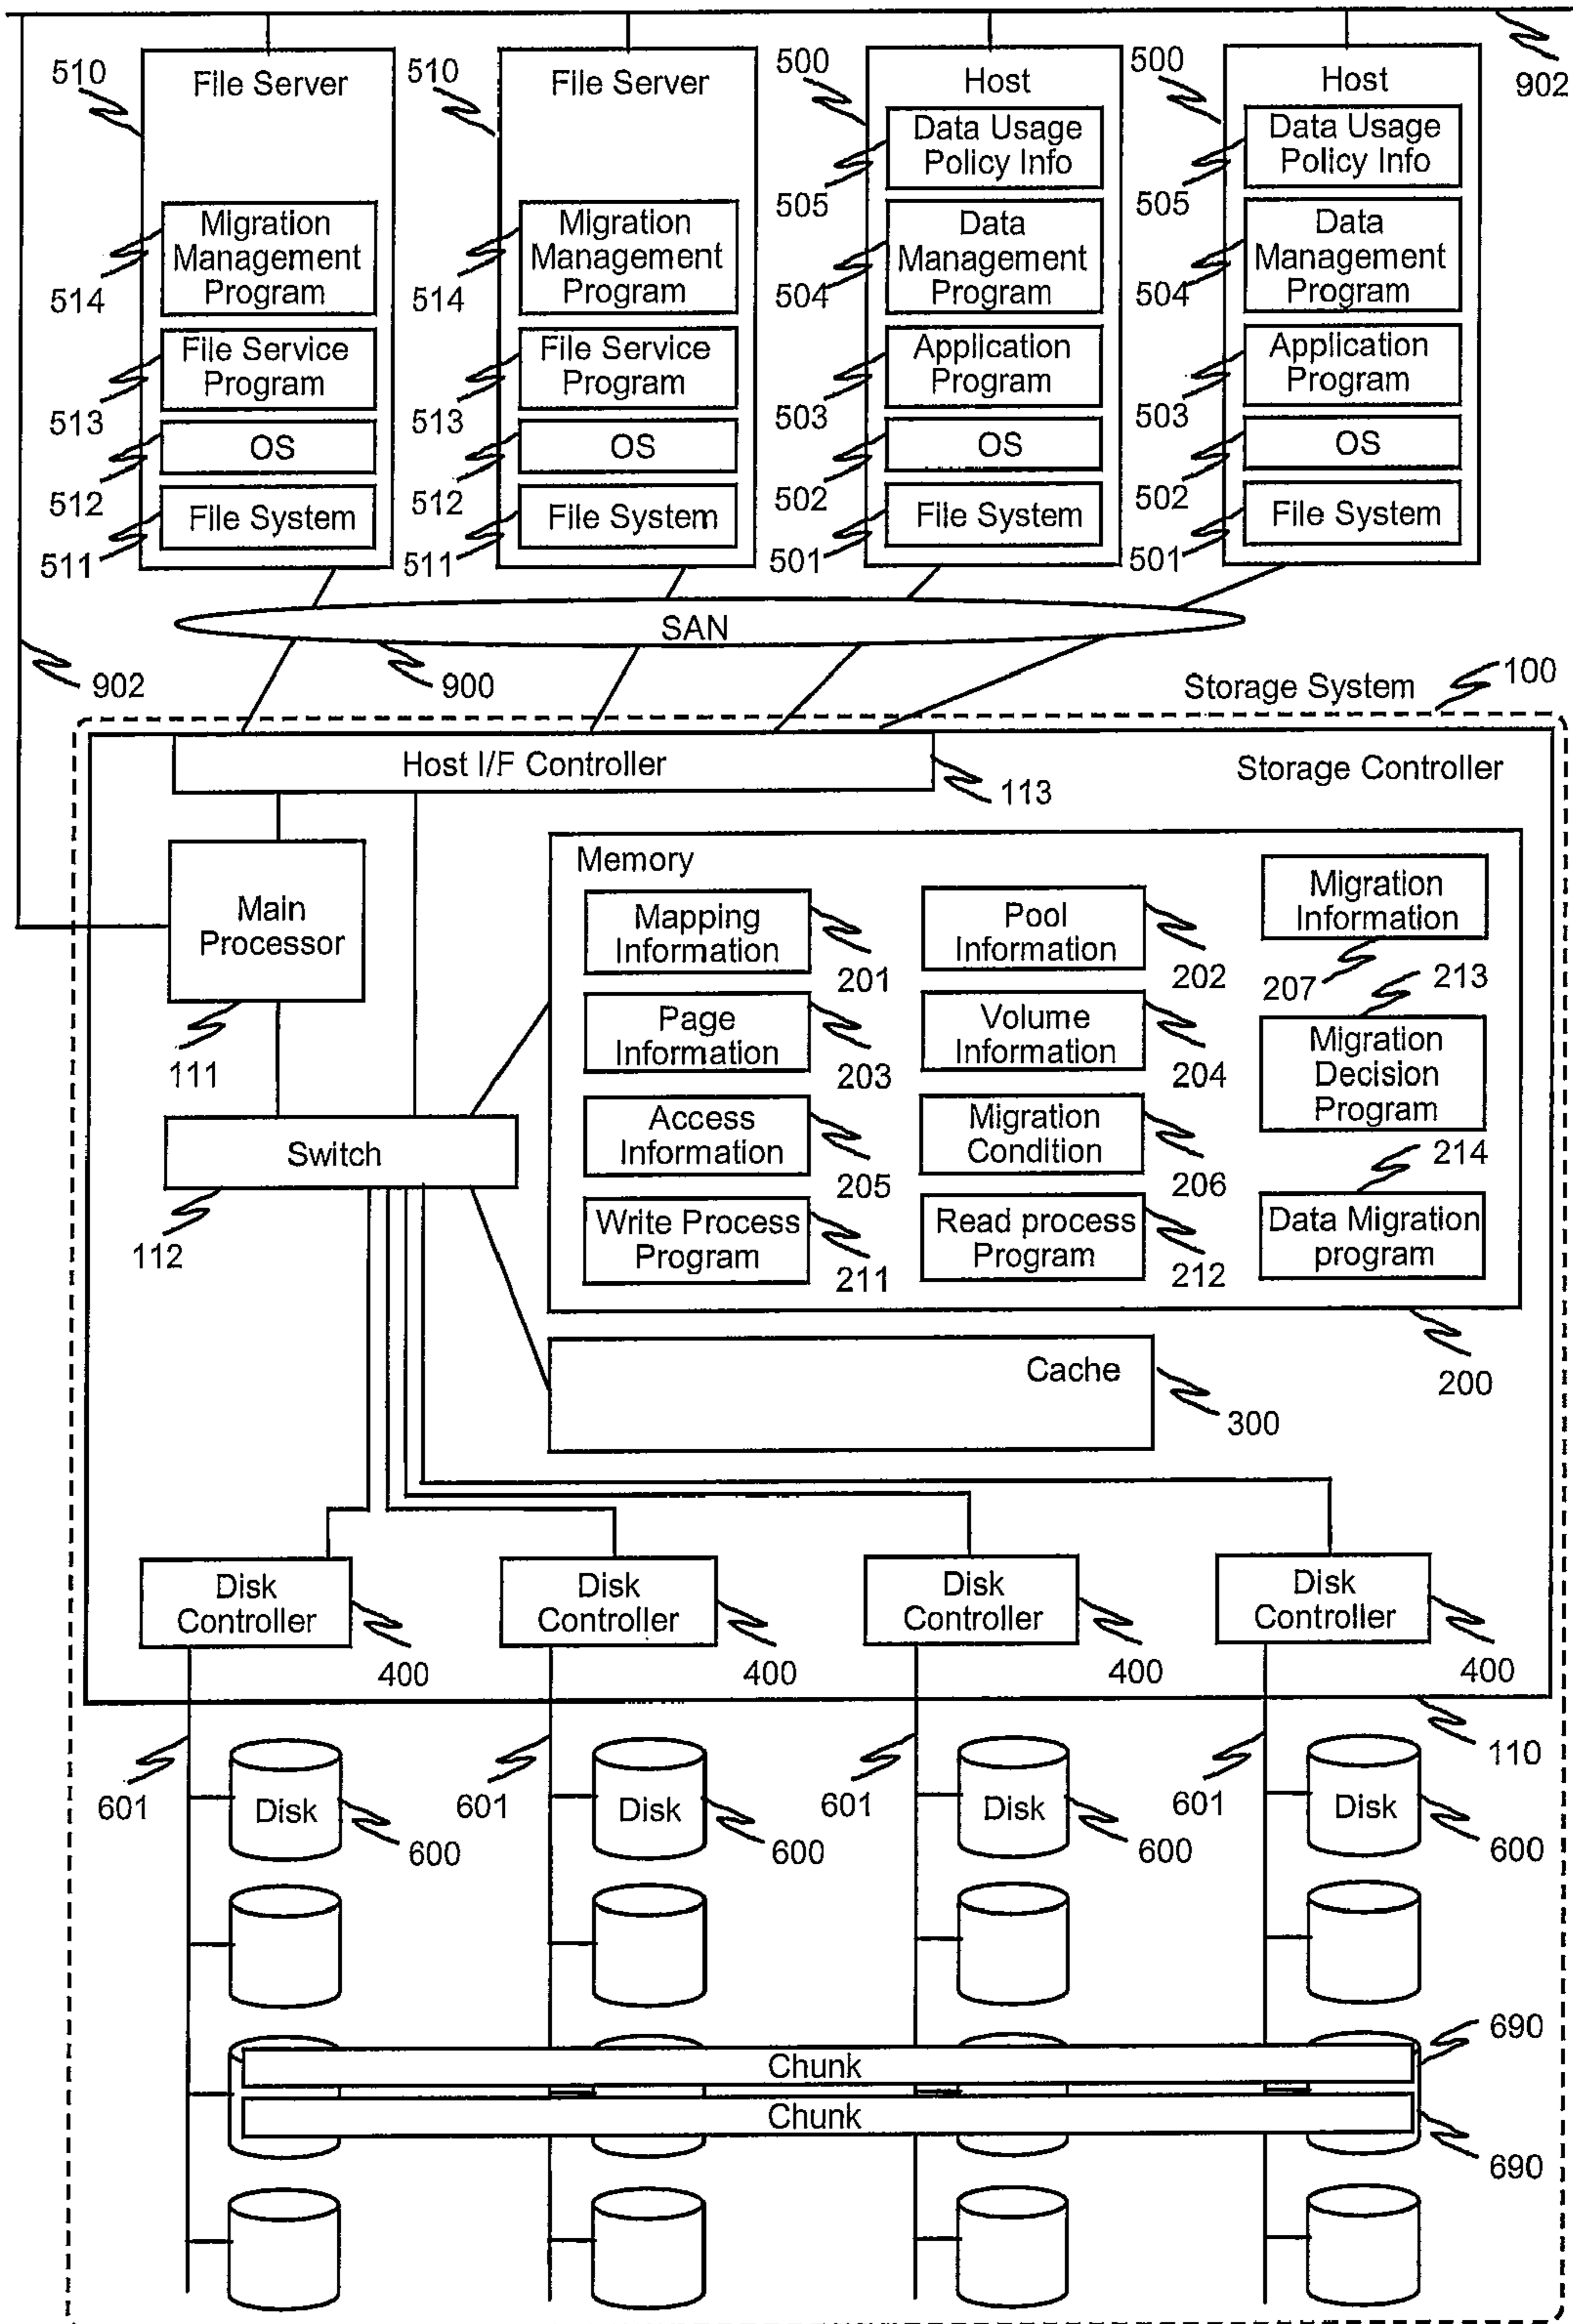 File Server
File Server
Host
Host
510
510
500
500
902
Data Usage
Policy Info
Data Usage
Policy Info
505
505
Migration
Management
Program
Migration
Management
Program
Data
Management
Program
Data
Management
Program
514
514
504
504
File Service
Program
File Service
Program
Application
Program
Application
Program
513
513
503
503
OS
OS
OS
OS
512
512
502
502
File System
File System
File System
File System
511
511
501
501
SAN
902
900
Storage System
100
Host I/F Controller
113
Storage Controller
Main
Processor
111
Memory
Mapping
Information
201
Pool
Information
202
Migration
Information
207
213
Page
Information
203
Volume
Information
204
Migration
Decision
Program
Switch
112
Access
Information
205
Migration
Condition
206
214
Write Process
Program
211
Read process
Program
212
Data Migration
program
200
Cache
300
Disk
Controller
Disk
Controller
Disk
Controller
Disk
Controller
400
400
400
400
110
601
601
601
601
Disk
Disk
Disk
Disk
600
600
600
600
690
Chunk
Chunk
690